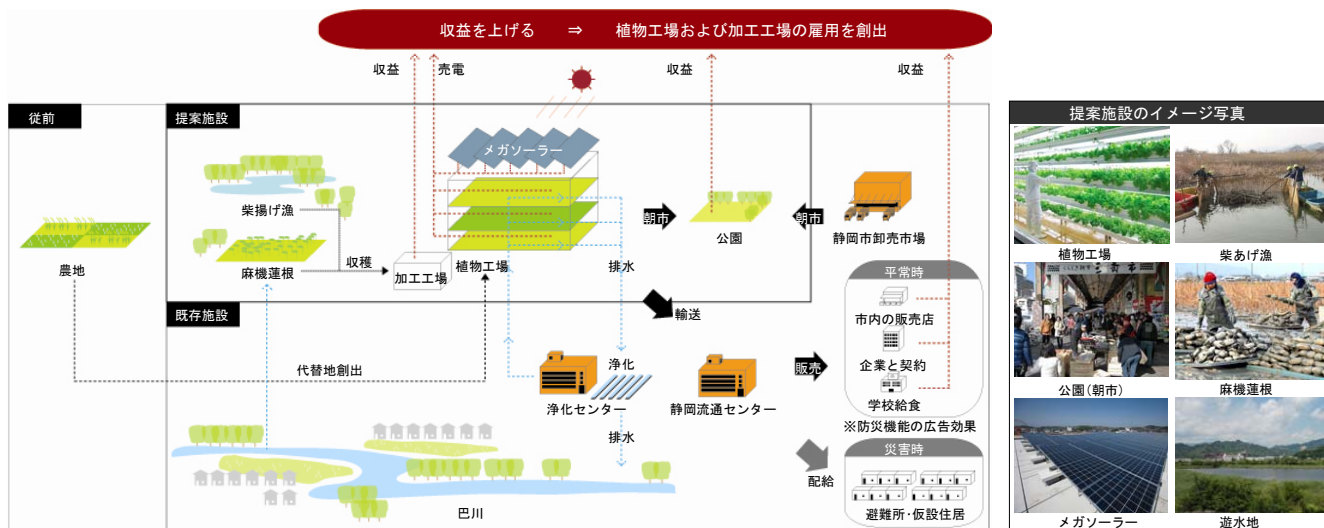 収益を上げる ⇒ 植物工場および加工工場の雇用を創出
収益
売電
収益
収益
従前
提案施設
メガソーラー
柴揚げ漁
麻機蓮根
収穫
加工工場
植物工場
農地
朝市
公園
朝市
静岡市卸売市場
排水
既存施設
輸送
代替地創出
浄化
浄化センター
静岡流通センター
販売
平常時
市内の販売店
企業と契約
学校給食
※防災機能の広告効果
排水
配給
災害時
避難所・仮設住居
巴川
提案施設のイメージ写真
植物工場
柴あげ漁
公園(朝市)
麻機蓮根
メガソーラー
遊水地